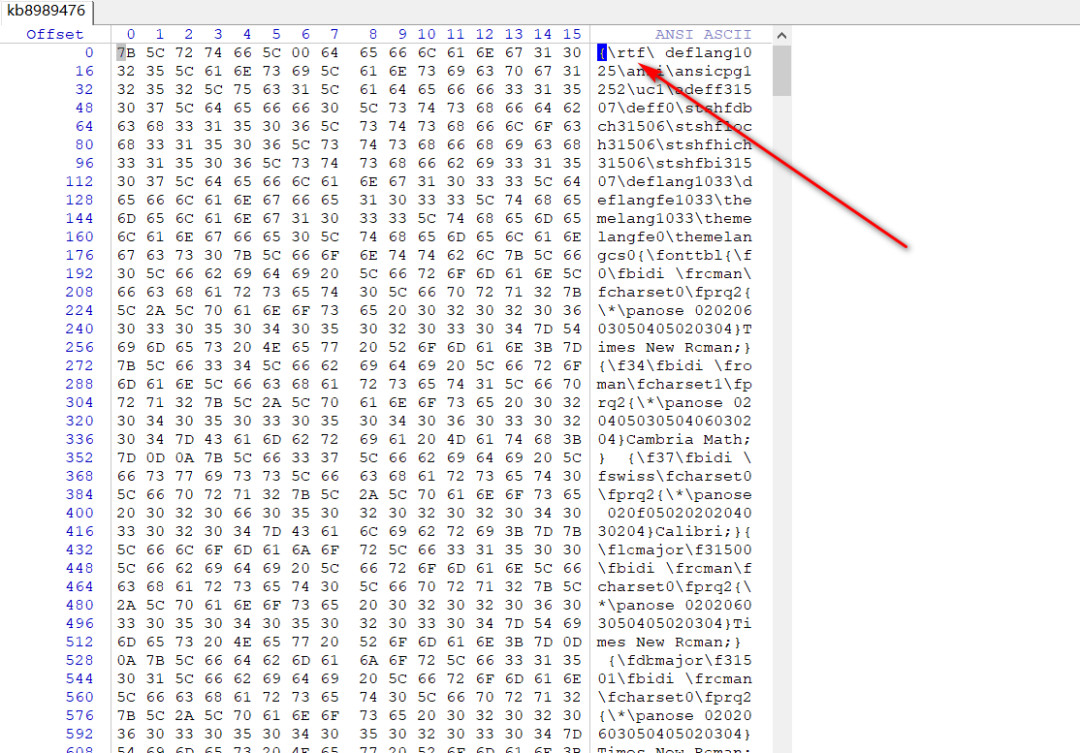 kb8989476
Offset 0 1 2 3 4 5 6 7 8 9 10 11 12 13 14 15 ANSI ASCII
0 7B 5C 72 74 66 5C 00 64 65 66 6C 61 6E 67 31 30 {\rtf\ deflang10
16 32 35 5C 61 6E 73 69 5C 61 6E 73 69 63 70 67 31 25\ansi\ansicpg1
32 32 35 32 5C 75 63 31 5C 61 64 65 66 66 33 31 35 252\uc1\adeff315
48 30 37 5C 64 65 66 66 30 5C 73 74 73 68 66 64 62 07\deff0\stshfdb
64 63 68 33 31 35 30 36 5C 73 74 73 68 66 6C 6F 63 ch31506\stshfloc
80 68 33 31 35 30 36 5C 73 74 73 68 66 68 69 63 68 h31506\stshfhich
96 33 31 35 30 36 5C 73 74 73 68 66 62 69 33 31 35 31506\stshfbi315
112 30 37 5C 64 65 66 6C 61 6E 67 31 30 33 33 5C 64 07\deflang1033\d
128 65 66 6C 61 6E 67 66 65 31 30 33 33 5C 74 68 65 eflangfe1033\the
144 6D 65 6C 61 6E 67 31 30 33 33 5C 74 68 65 6D 65 melang1033\theme
160 6C 61 6E 67 66 65 30 5C 74 68 65 6D 65 6C 61 6E langfe0\themelan
176 67 63 73 30 7B 5C 66 6F 6E 74 74 62 6C 7B 5C 66 gcs0{\fonttbl{\f
192 30 5C 66 62 69 64 69 20 5C 66 72 6F 6D 61 6E 5C 0\fbidi \froman\
208 66 63 68 61 72 73 65 74 30 5C 66 70 72 71 32 7B fcharset0\fprq2{
224 5C 2A 5C 70 61 6E 6F 73 65 20 30 32 30 32 30 36 \*\panose 020206
240 30 33 30 35 30 34 30 35 30 32 30 33 30 34 7D 54 03050405020304}T
256 69 6D 65 73 20 4E 65 77 20 52 6F 6D 61 6E 3B 7D imes New Roman;}
272 7B 5C 66 33 34 5C 66 62 69 64 69 20 5C 66 72 6F {\f34\fbidi \fro
288 6D 61 6E 5C 66 63 68 61 72 73 65 74 31 5C 66 70 man\fcharset1\fp
304 72 71 32 7B 5C 2A 5C 70 61 6E 6F 73 65 20 30 32 rq2{\*\panose 02
320 30 34 30 35 30 33 30 35 30 34 30 36 30 33 30 32 0405030504060302
336 30 34 7D 43 61 6D 62 72 69 61 20 4D 61 74 68 3B 04}Cambria Math;
352 7D 0D 0A 7B 5C 66 33 37 5C 66 62 69 64 69 20 5C }  {\f37\fbidi \
368 66 73 77 69 73 73 5C 66 63 68 61 72 73 65 74 30 fswiss\fcharset0
384 5C 66 70 72 71 32 7B 5C 2A 5C 70 61 6E 6F 73 65 \fprq2{\*\panose
400 20 30 32 30 66 30 35 30 32 30 32 30 32 30 34 30 020f05020202040
416 33 30 32 30 34 7D 43 61 6C 69 62 72 69 3B 7D 7B 30204}Calibri;}{
432 5C 66 6C 6F 6D 61 6A 6F 72 5C 66 33 31 35 30 30 \flomajor\f31500
448 5C 66 62 69 64 69 20 5C 66 72 6F 6D 61 6E 5C 66 \fbidi \froman\f
464 63 68 61 72 73 65 74 30 5C 66 70 72 71 32 7B 5C charset0\fprq2{\
480 2A 5C 70 61 6E 6F 73 65 20 30 32 30 32 30 36 30 *\panose 0202060
496 33 30 35 30 34 30 35 30 32 30 33 30 34 7D 54 69 3050405020304}Ti
512 6D 65 73 20 4E 65 77 20 52 6F 6D 61 6E 3B 7D 0D mes New Roman;}
528 0A 7B 5C 66 64 62 6D 61 6A 6F 72 5C 66 33 31 35 {\fdbmajor\f315
544 30 31 5C 66 62 69 64 69 20 5C 66 72 6F 6D 61 6E 01\fbidi \froman
560 5C 66 63 68 61 72 73 65 74 30 5C 66 70 72 71 32 \fcharset0\fprq2
576 7B 5C 2A 5C 70 61 6E 6F 73 65 20 30 32 30 32 30 {\*\panose 02020
592 36 30 33 30 35 30 34 30 35 30 32 30 33 30 34 7D 603050405020304}
608 54 69 6D 65 73 20 4E 65 77 20 52 6F 6D 61 6E 3B Times New Roman;